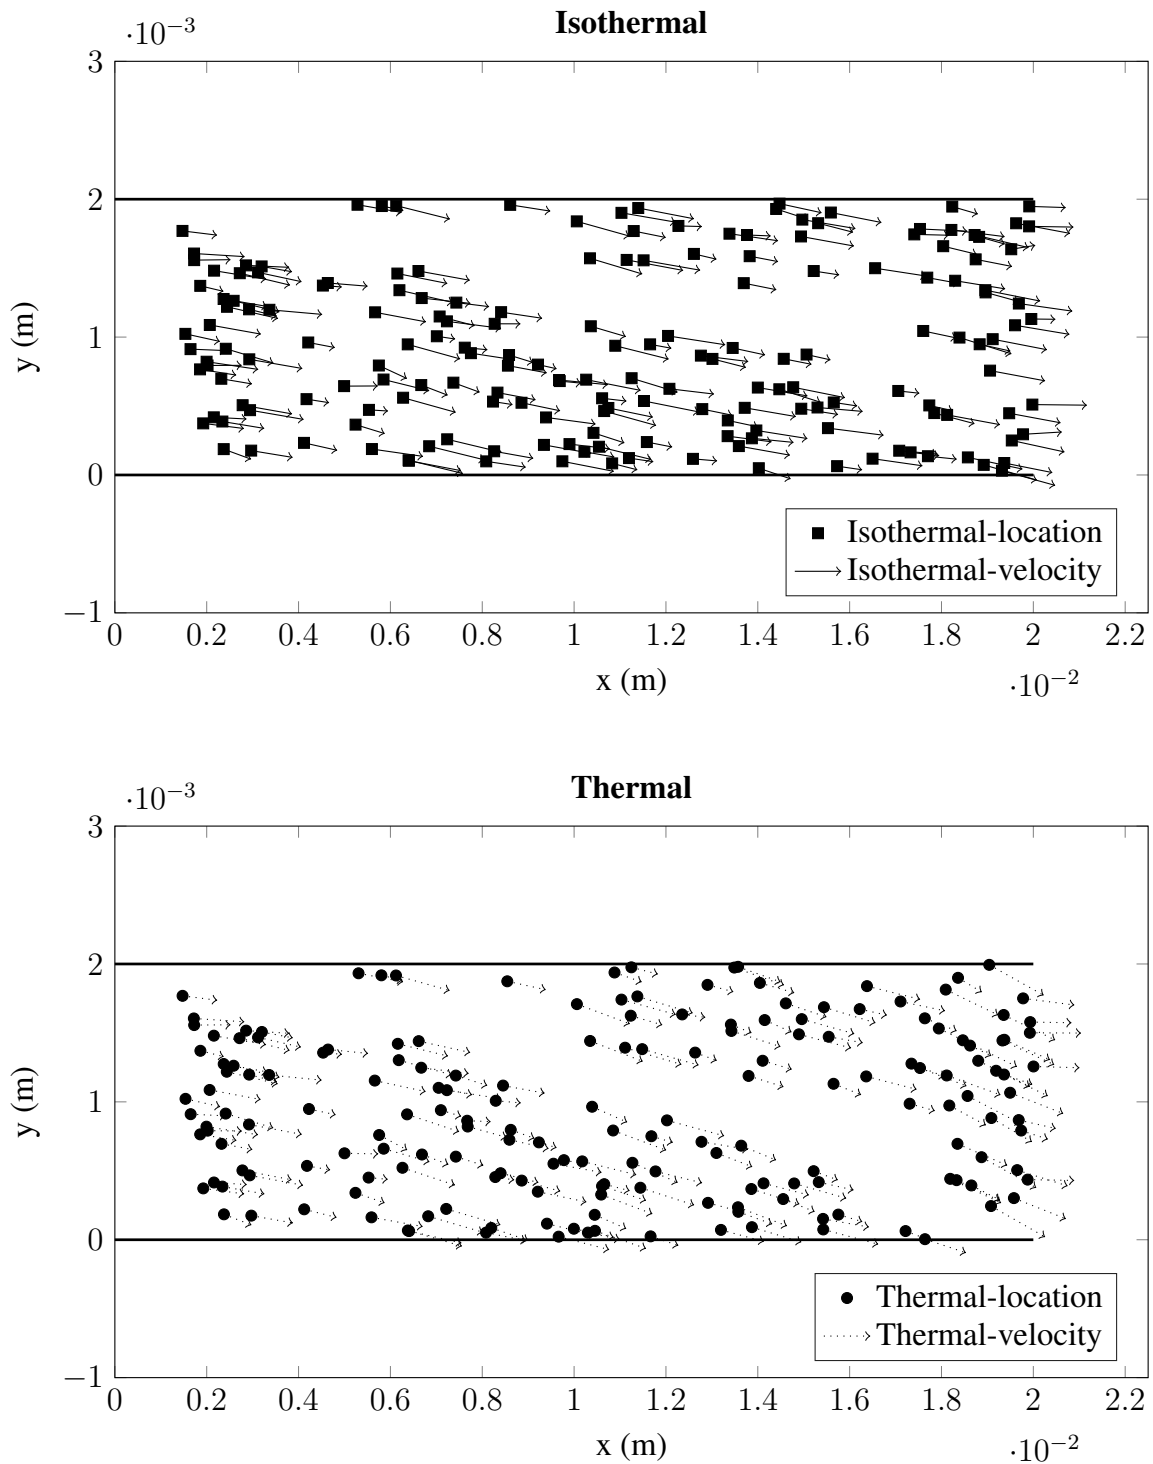 Isothermal
·10⁻³
3
2
1
0
−1
y (m)
0 0.2 0.4 0.6 0.8 1 1.2 1.4 1.6 1.8 2 2.2
x (m)
·10⁻²
Isothermal-location
Isothermal-velocity
Thermal
·10⁻³
3
2
1
0
−1
y (m)
0 0.2 0.4 0.6 0.8 1 1.2 1.4 1.6 1.8 2 2.2
x (m)
·10⁻²
Thermal-location
Thermal-velocity